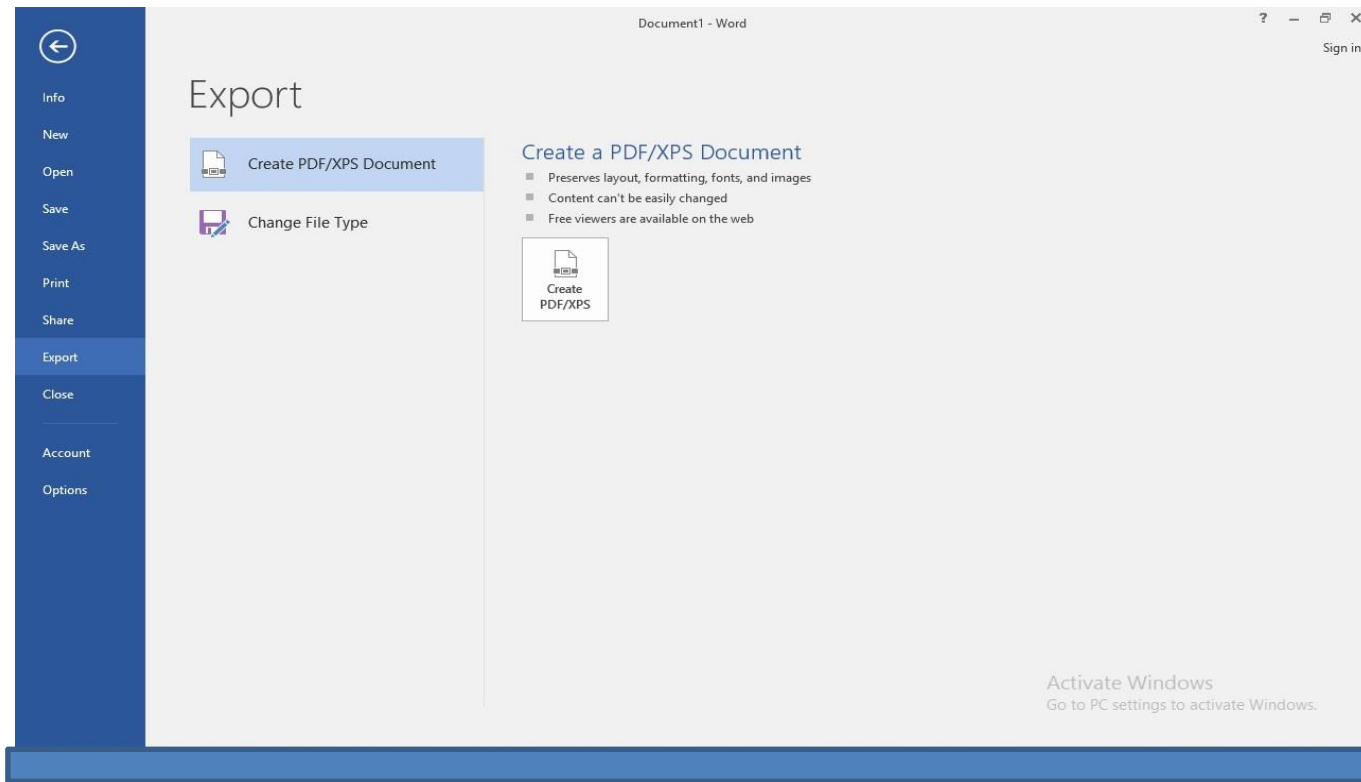 Document1 - Word
?
Sign in
Info
New
Open
Save
Save As
Print
Share
Export
Close
Account
Options
Export
Create PDF/XPS Document
Change File Type
Create a PDF/XPS Document
Preserves layout, formatting, fonts, and images
Content can't be easily changed
Free viewers are available on the web
Create
PDF/XPS
Activate Windows
Go to PC settings to activate Windows.